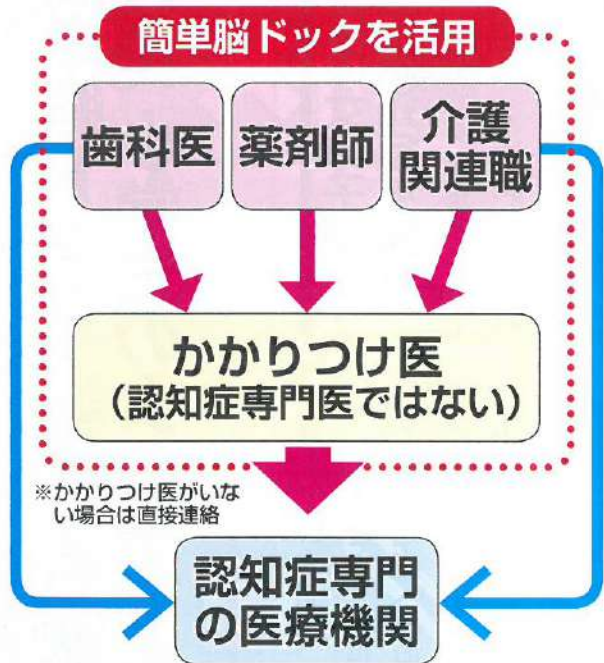 簡単脳ドックを活用
歯科医
薬剤師
介護
関連職
かかりつけ医
（認知症専門医ではない）
※かかりつけ医がいな
い場合は直接連絡
認知症専門
の医療機関